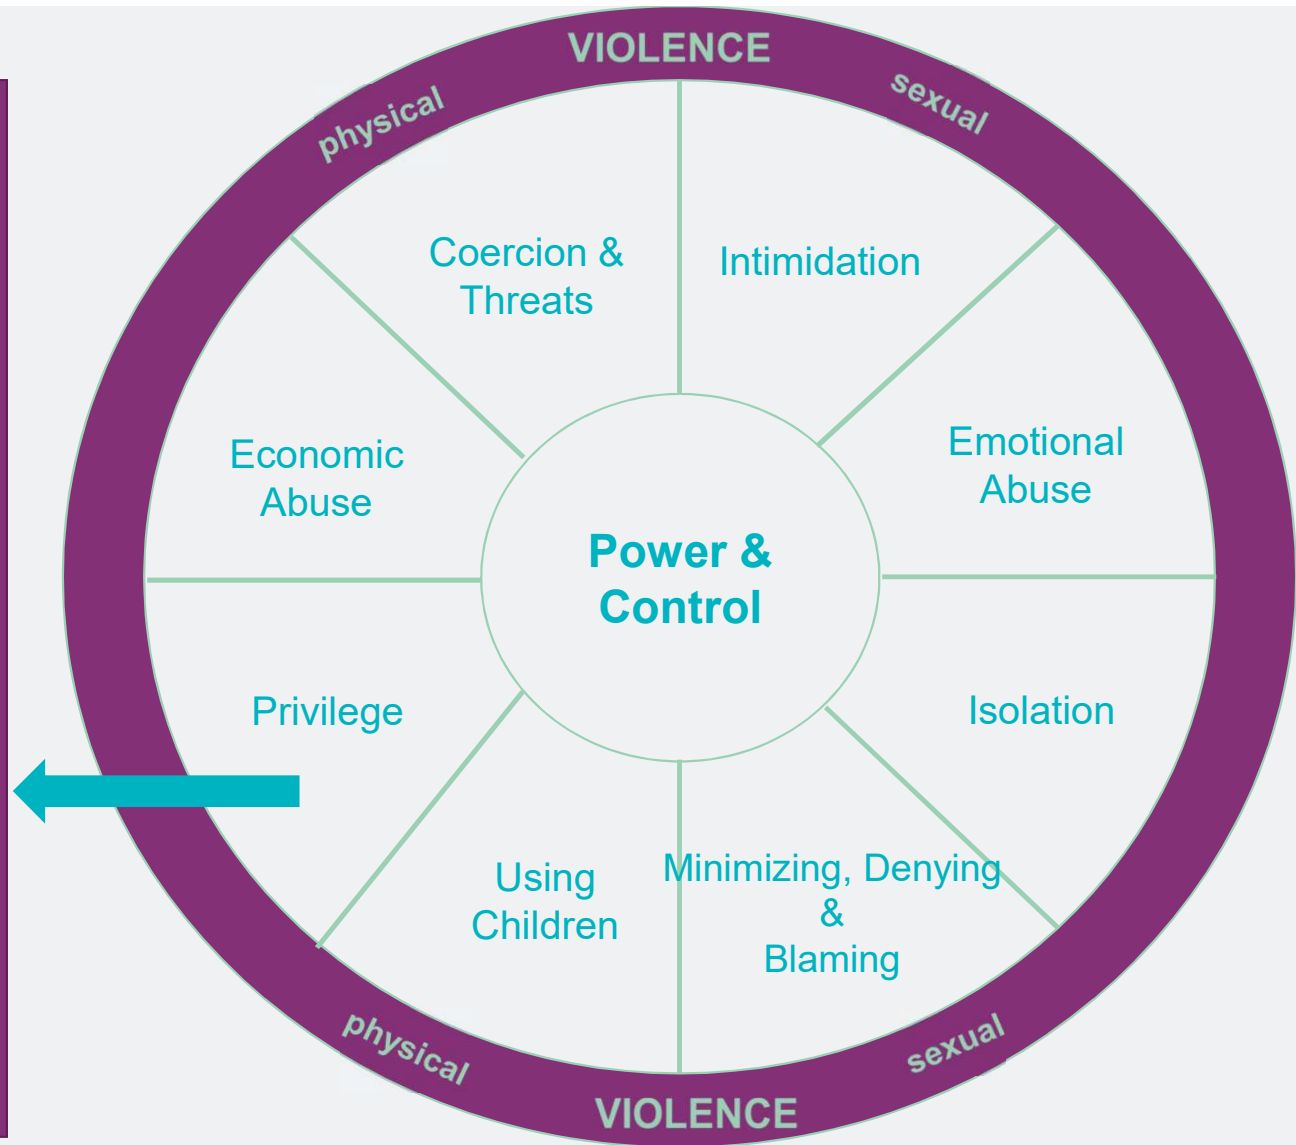 VIOLENCE
physical
sexual
Coercion &
Threats
Intimidation
Economic
Abuse
Emotional
Abuse
Power &
Control
Privilege
Isolation
Using
Children
Minimizing, Denying
&
Blaming
physical
sexual
VIOLENCE